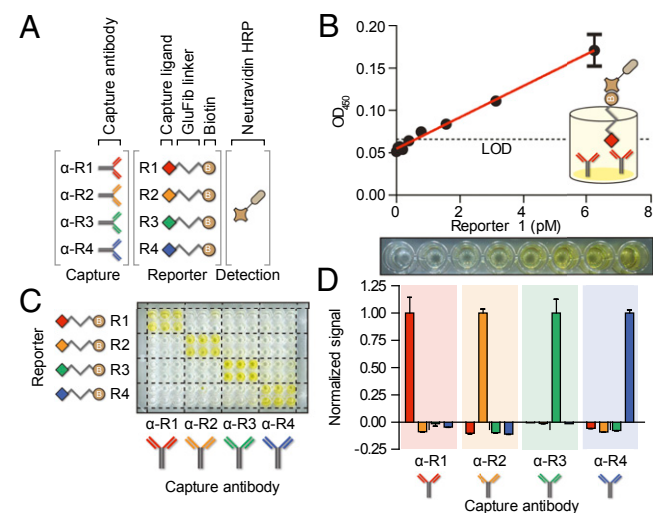 A
Capture antibody
Capture ligand
GluFib linker
Biotin
Neutravidin HRP
α-R1
α-R2
α-R3
α-R4
R1
R2
R3
R4
B
B
B
B
Capture
Reporter
Detection
B
0.20
0.15
0.10
0.05
0.00
OD450
LOD
B
0
2
4
6
8
Reporter 1 (pM)
C
Reporter
B R1
B R2
B R3
B R4
α-R1 α-R2 α-R3 α-R4
Capture antibody
D
1.25
1.00
0.75
0.50
0.25
-0.00
-0.25
Normalized signal
α-R1
α-R2
α-R3
α-R4
Capture antibody